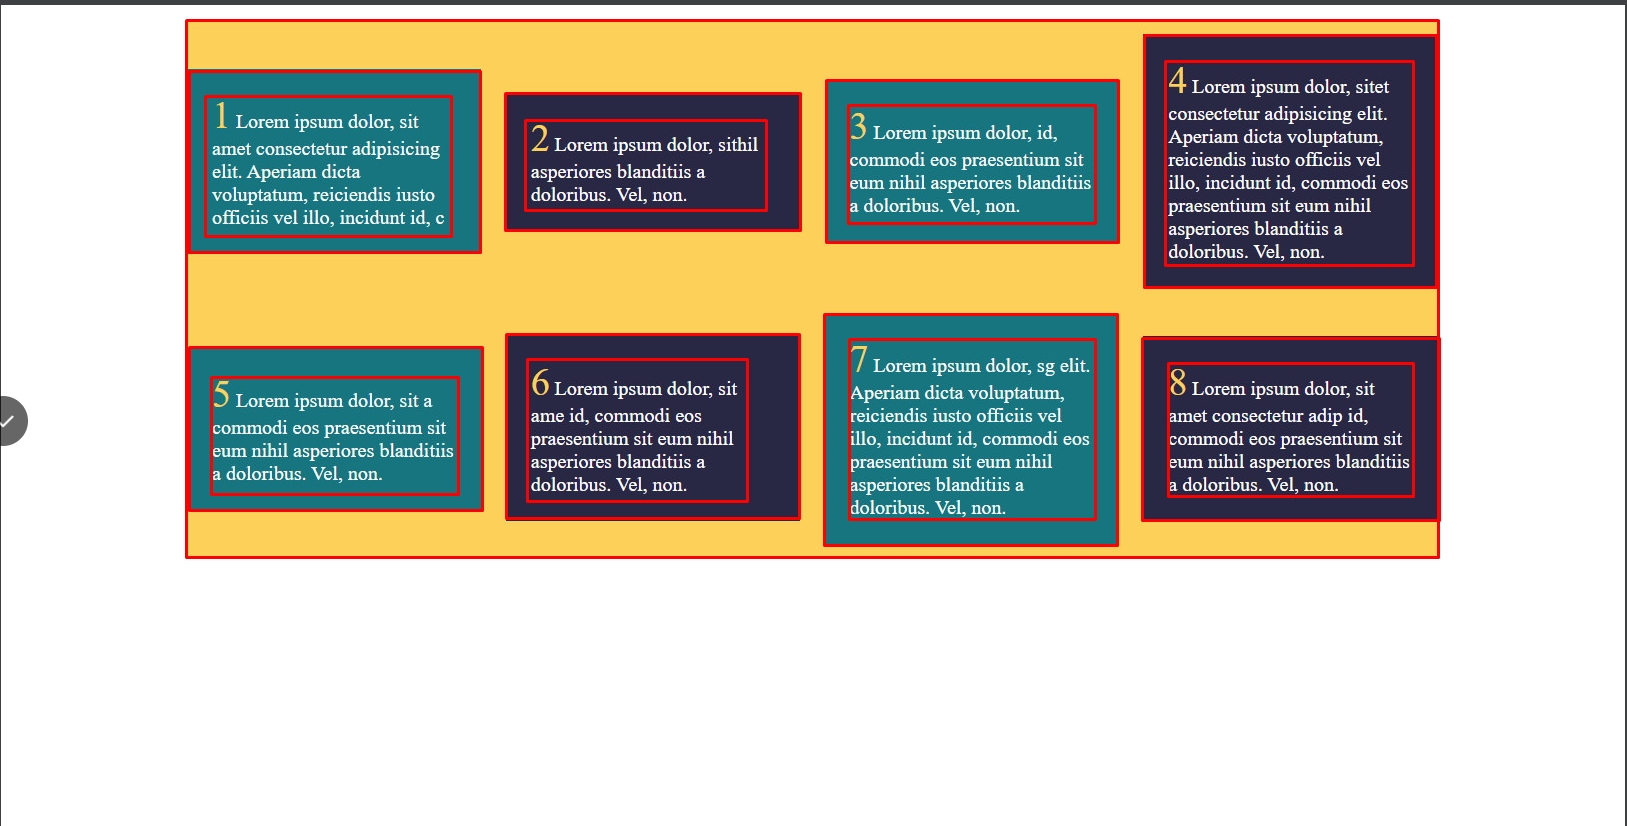 1 Lorem ipsum dolor, sit
amet consectetur adipisicing
elit. Aperiam dicta
voluptatum, reiciendis iusto
officiis vel illo, incidunt id, c
2 Lorem ipsum dolor, sithil
asperiores blanditiis a
doloribus. Vel, non.
3 Lorem ipsum dolor, id,
commodi eos praesentium sit
eum nihil asperiores blanditiis
a doloribus. Vel, non.
4 Lorem ipsum dolor, sitet
consectetur adipisicing elit.
Aperiam dicta voluptatum,
reiciendis iusto officiis vel
illo, incidunt id, commodi eos
praesentium sit eum nihil
asperiores blanditiis a
doloribus. Vel, non.
5 Lorem ipsum dolor, sit a
commodi eos praesentium sit
eum nihil asperiores blanditiis
a doloribus. Vel, non.
6 Lorem ipsum dolor, sit
ame id, commodi eos
praesentium sit eum nihil
asperiores blanditiis a
doloribus. Vel, non.
7 Lorem ipsum dolor, sg elit.
Aperiam dicta voluptatum,
reiciendis iusto officiis vel
illo, incidunt id, commodi eos
praesentium sit eum nihil
asperiores blanditiis a
doloribus. Vel, non.
8 Lorem ipsum dolor, sit
amet consectetur adip id,
commodi eos praesentium sit
eum nihil asperiores blanditiis
a doloribus. Vel, non.